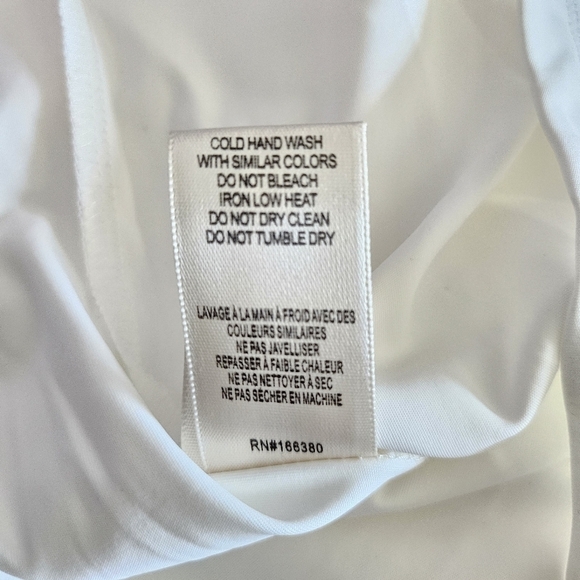 COLD HAND WASH
WITH SIMILAR COLORS
DO NOT BLEACH
IRON LOW HEAT
DO NOT DRY CLEAN
DO NOT TUMBLE DRY
LAVAGE À LA MAIN À FROID AVEC DES
COULEURS SIMILAIRES
NE PAS JAVELLISER
REPASSER À FAIBLE CHALEUR
NE PAS NETTOYER À SEC
NE PAS SÉCHER EN MACHINE
RN#166380